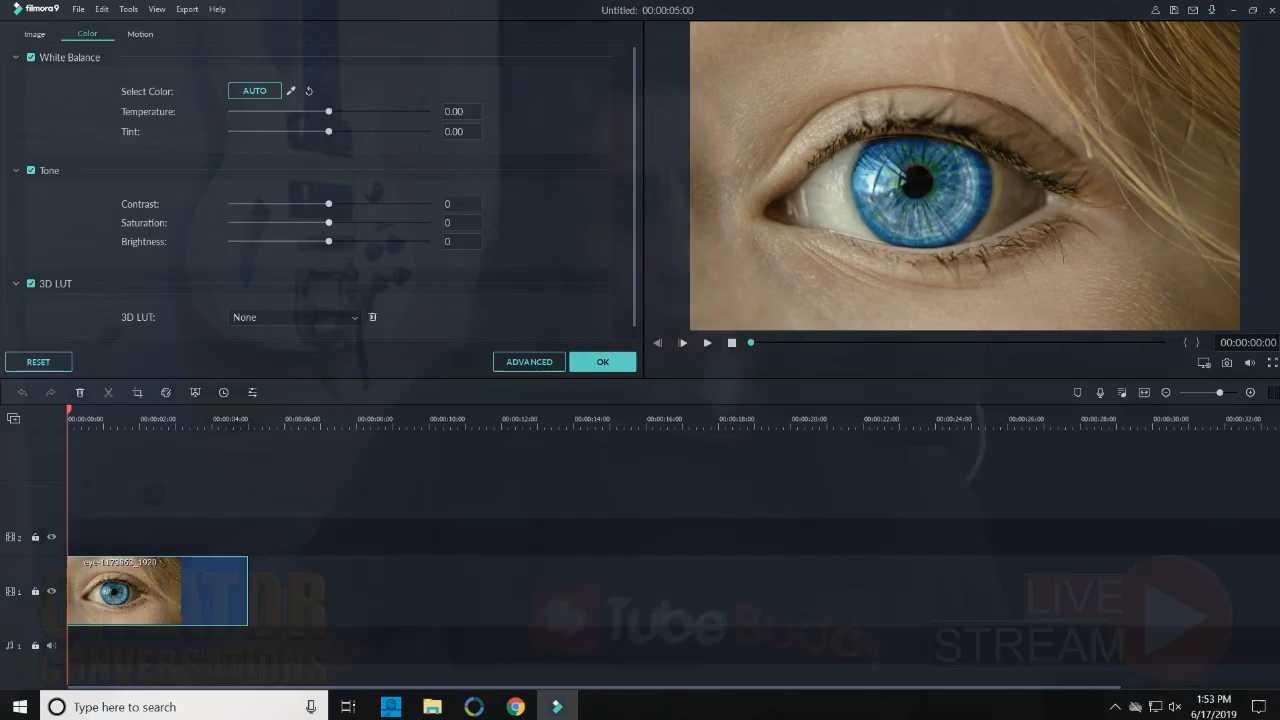 filmora9 File Edit Tools View Export Help Untitled: 00:00:05:00
Image Color Motion
White Balance
Select Color: AUTO
Temperature: 0.00
Tint: 0.00
Tone
Contrast: 0
Saturation: 0
Brightness: 0
3D LUT
3D LUT: None
00:00:00:00
RESET ADVANCED OK
00:00:00:00 00:00:02:00 00:00:04:00 00:00:06:00 00:00:08:00 00:00:10:00 00:00:12:00 00:00:14:00 00:00:16:00 00:00:18:00 00:00:20:00 00:00:22:00 00:00:24:00 00:00:26:00 00:00:28:00 00:00:30:00 00:00:32:00
2
eye-1173863_1920
1
1
CONVERSATIONS
LIVE
STREAM
Type here to search
1:53 PM
6/17/2019